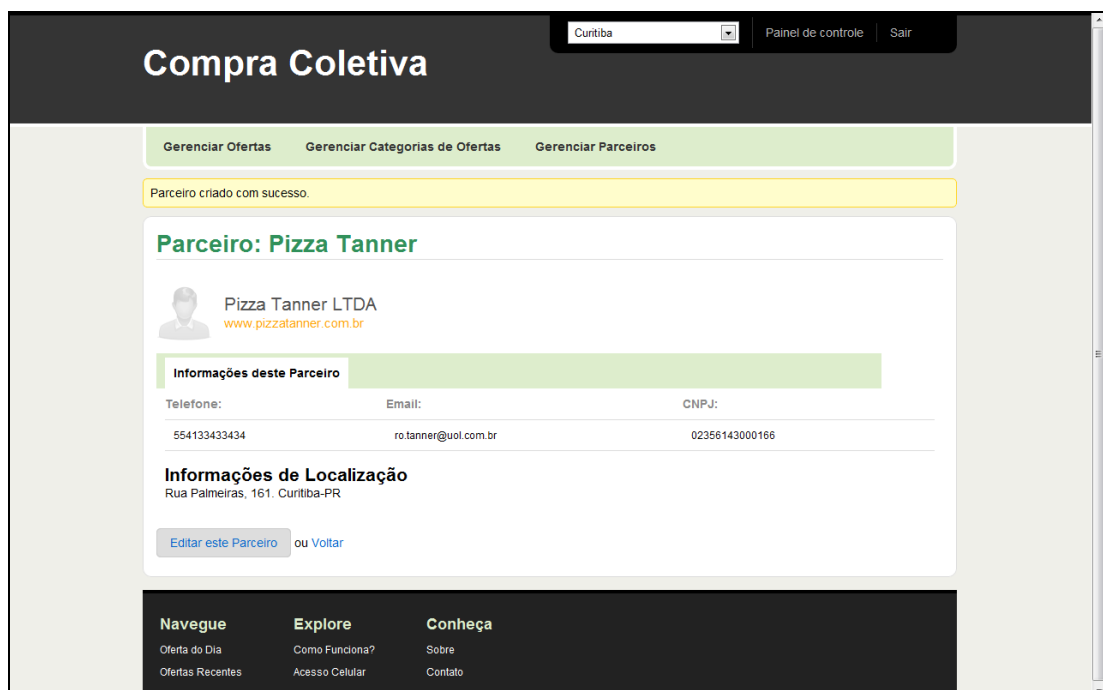 Curitiba Painel de controle Sair
Compra Coletiva
Gerenciar Ofertas Gerenciar Categorias de Ofertas Gerenciar Parceiros
Parceiro criado com sucesso.
Parceiro: Pizza Tanner
Pizza Tanner LTDA
www.pizzatanner.com.br
Informações deste Parceiro
Telefone: Email: CNPJ:
554133433434 ro.tanner@uol.com.br 02356143000166
Informações de Localização
Rua Palmeiras, 161. Curitiba-PR
Editar este Parceiro ou Voltar
Navegue Explore Conheça
Oferta do Dia Como Funciona? Sobre
Ofertas Recentes Acesso Celular Contato